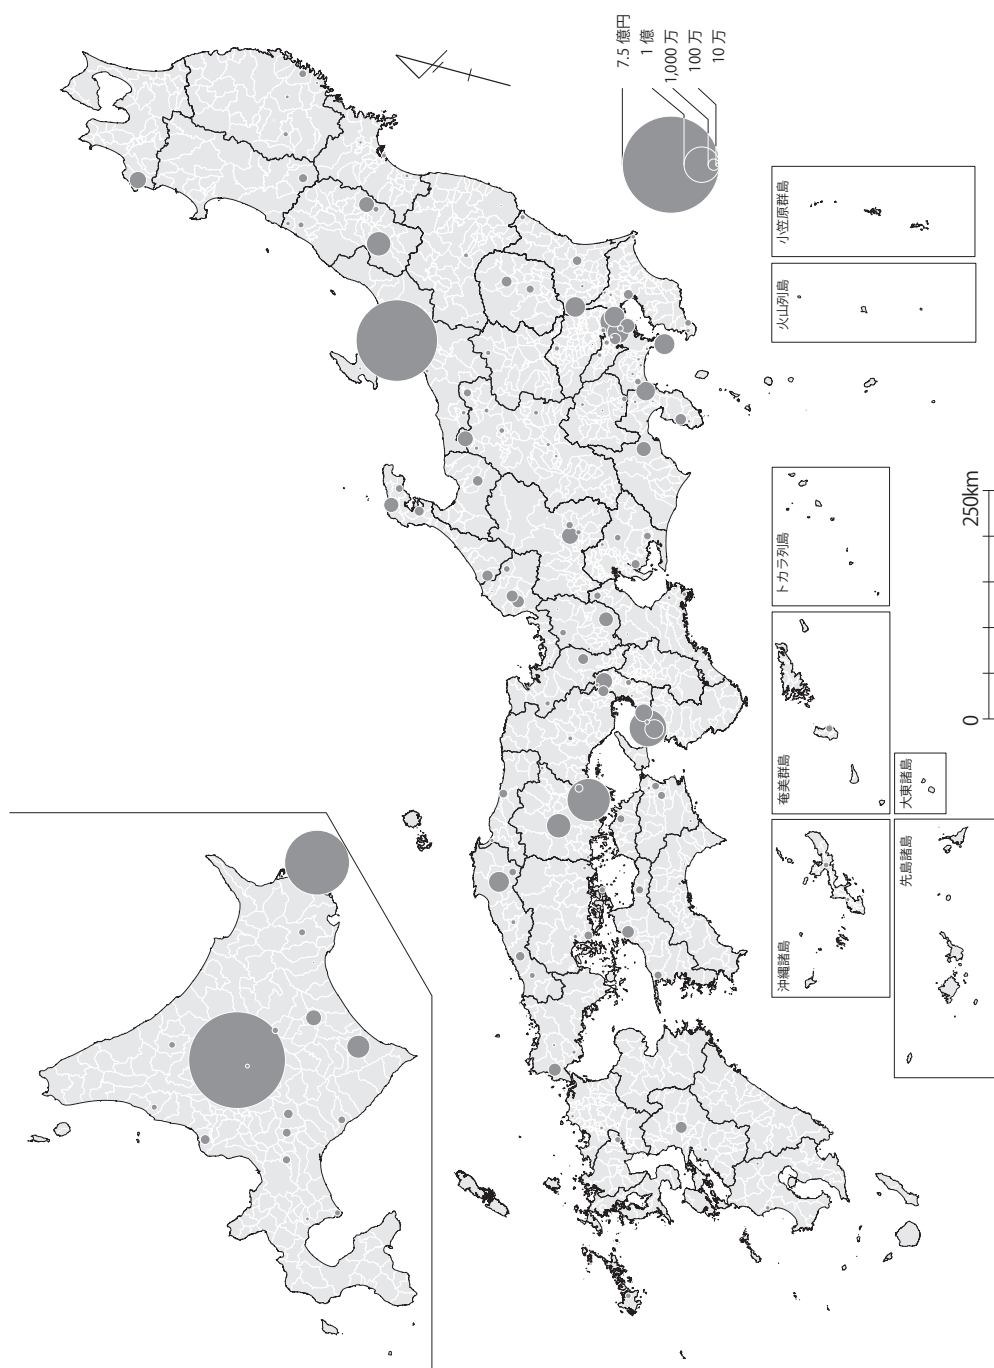 7.5 億円
1 億
1,000 万
100 万
10 万
小笠原群島
火山列島
トカラ列島
奄美群島
大東諸島
沖縄諸島
先島諸島
0
250km